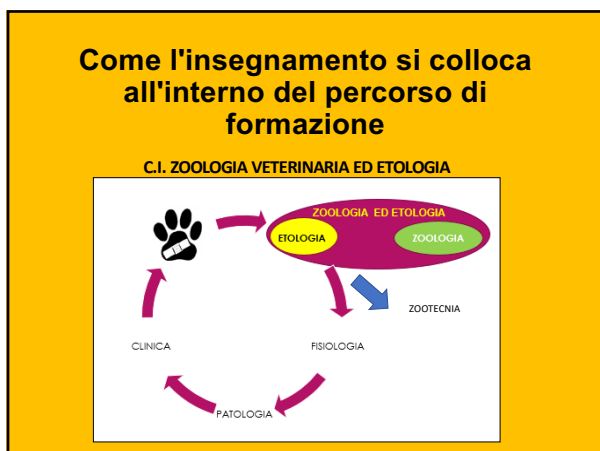 Come l'insegnamento si colloca
all'interno del percorso di
formazione
C.I. ZOOLOGIA VETERINARIA ED ETOLOGIA
ZOOLOGIA ED ETOLOGIA
ETOLOGIA
ZOOLOGIA
ZOOTECNIA
CLINICA
FISIOLOGIA
PATOLOGIA